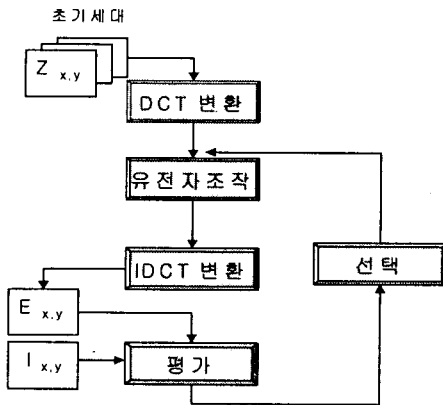 초기세대
Z x,y
DCT 변환
유전자조작
IDCT 변환
선택
E x,y
I x,y
평가